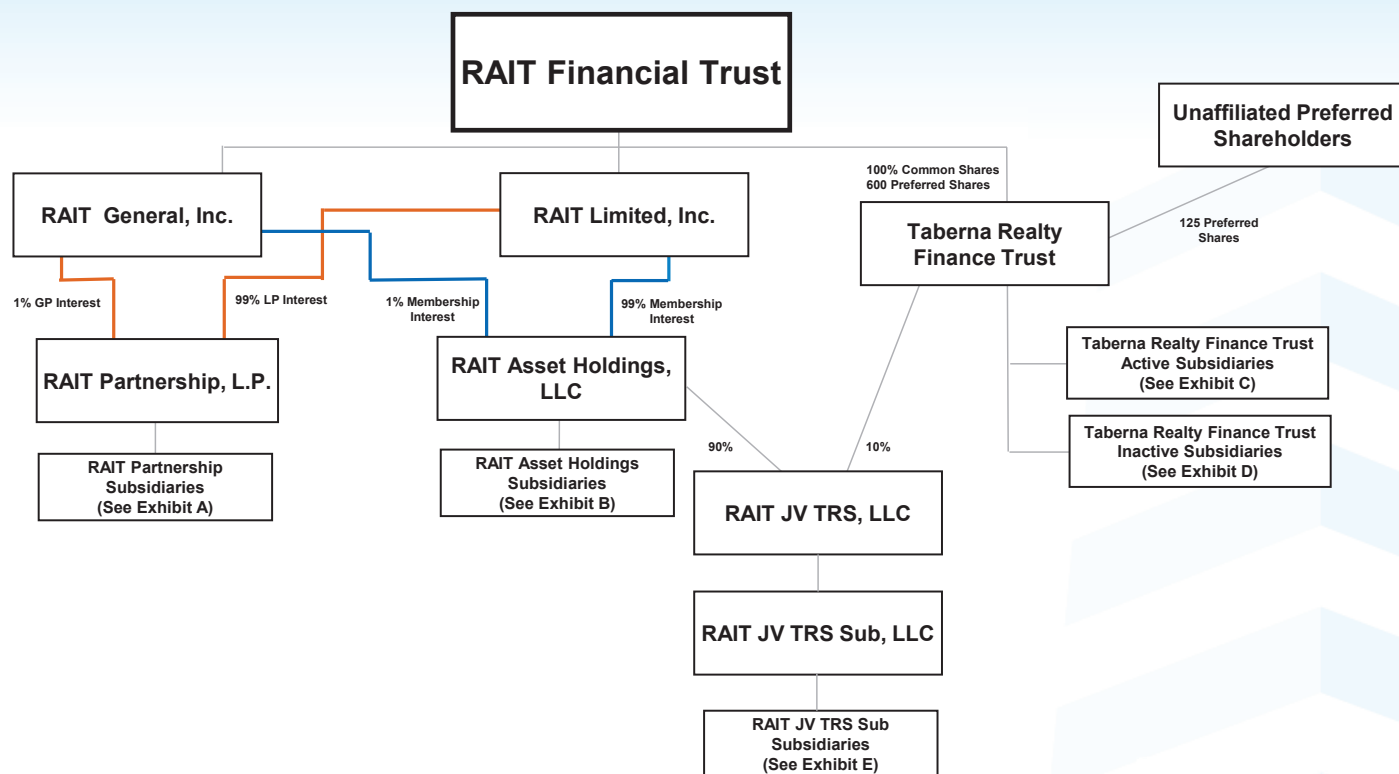 RAIT Financial Trust
Unaffiliated Preferred
Shareholders
100% Common Shares
600 Preferred Shares
RAIT General, Inc.
RAIT Limited, Inc.
Taberna Realty
Finance Trust
125 Preferred
Shares
1% GP Interest
99% LP Interest
1% Membership
Interest
99% Membership
Interest
RAIT Partnership, L.P.
RAIT Asset Holdings,
LLC
Taberna Realty Finance Trust
Active Subsidiaries
(See Exhibit C)
90%
10%
Taberna Realty Finance Trust
Inactive Subsidiaries
(See Exhibit D)
RAIT Partnership
Subsidiaries
(See Exhibit A)
RAIT Asset Holdings
Subsidiaries
(See Exhibit B)
RAIT JV TRS, LLC
RAIT JV TRS Sub, LLC
RAIT JV TRS Sub
Subsidiaries
(See Exhibit E)